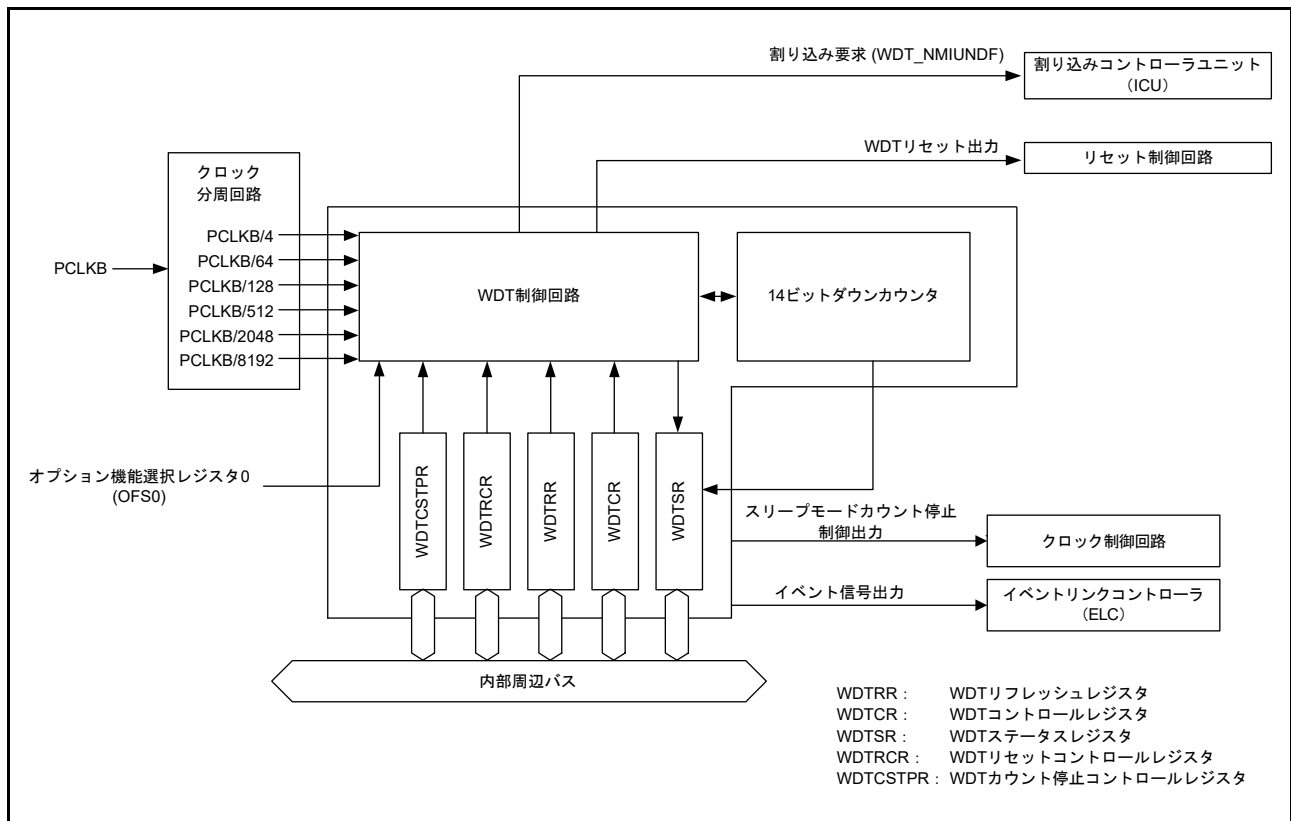 割り込み要求 (WDT_NMIUNDF)
割り込みコントローラユニット
（ICU）
WDTリセット出力
リセット制御回路
クロック
分周回路
PCLKB
PCLKB/4
PCLKB/64
PCLKB/128
PCLKB/512
PCLKB/2048
PCLKB/8192
WDT制御回路
14ビットダウンカウンタ
オプション機能選択レジスタ0
(OFS0)
WDTCSTPR
WDTRCR
WDTRR
WDTCR
WDTSR
スリープモードカウント停止
制御出力
クロック制御回路
イベント信号出力
イベントリンクコントローラ
（ELC）
内部周辺バス
WDTRR： WDTリフレッシュレジスタ
WDTCR： WDTコントロールレジスタ
WDTSR： WDTステータスレジスタ
WDTRCR： WDTリセットコントロールレジスタ
WDTCSTPR： WDTカウント停止コントロールレジスタ